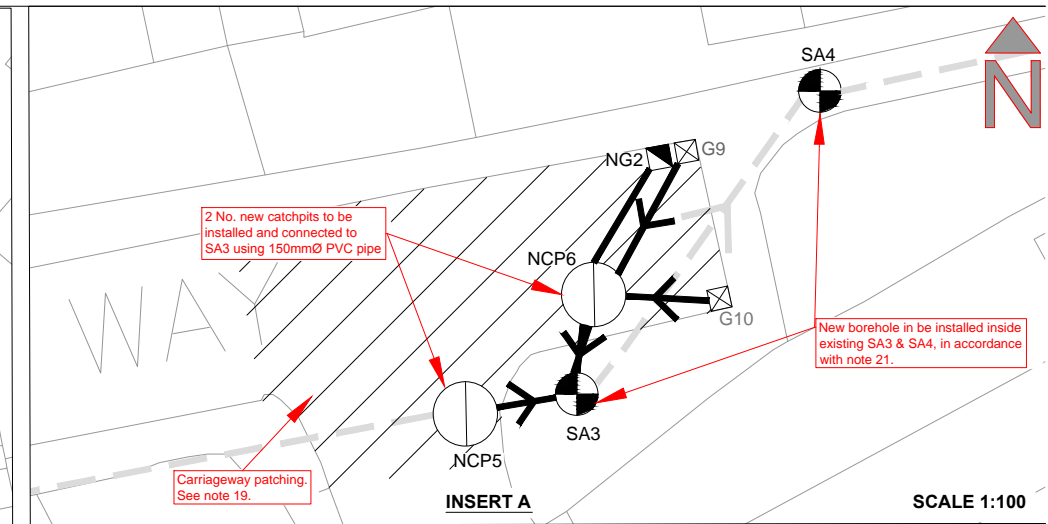 SA4
N
NG2
G9
2 No. new catchpits to be
installed and connected to
SA3 using 150mmØ PVC pipe
NCP6
WAY
G10
New borehole in be installed inside
existing SA3 & SA4, in accordance
with note 21.
SA3
NCP5
Carriageway patching.
See note 19.
INSERT A
SCALE 1:100